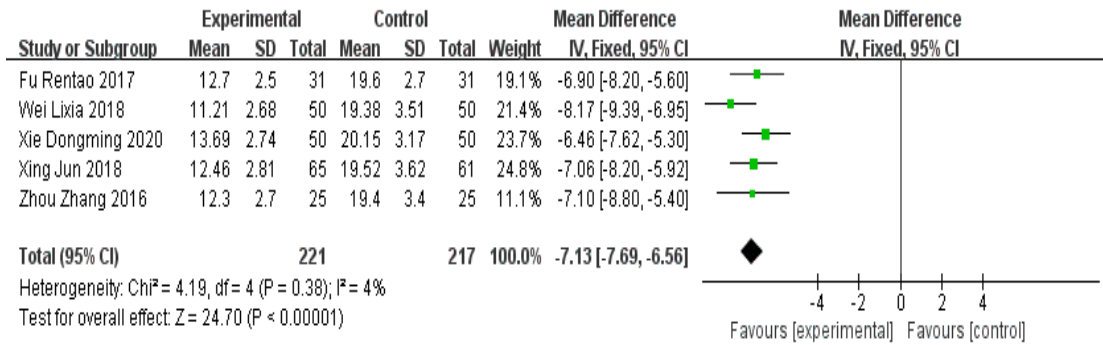 Experimental Control Mean Difference Mean Difference
Study or Subgroup Mean SD Total Mean SD Total Weight IV, Fixed, 95% CI IV, Fixed, 95% CI
Fu Rentao 2017 12.7 2.5 31 19.6 2.7 31 19.1% -6.90 [-8.20, -5.60]
Wei Lixia 2018 11.21 2.68 50 19.38 3.51 50 21.4% -8.17 [-9.39, -6.95]
Xie Dongming 2020 13.69 2.74 50 20.15 3.17 50 23.7% -6.46 [-7.62, -5.30]
Xing Jun 2018 12.46 2.81 65 19.52 3.62 61 24.8% -7.06 [-8.20, -5.92]
Zhou Zhang 2016 12.3 2.7 25 19.4 3.4 25 11.1% -7.10 [-8.80, -5.40]
Total (95% CI) 221 217 100.0% -7.13 [-7.69, -6.56]
Heterogeneity: Chi² = 4.19, df = 4 (P = 0.38); I² = 4%
Test for overall effect: Z = 24.70 (P < 0.00001)
-4 -2 0 2 4
Favours [experimental] Favours [control]